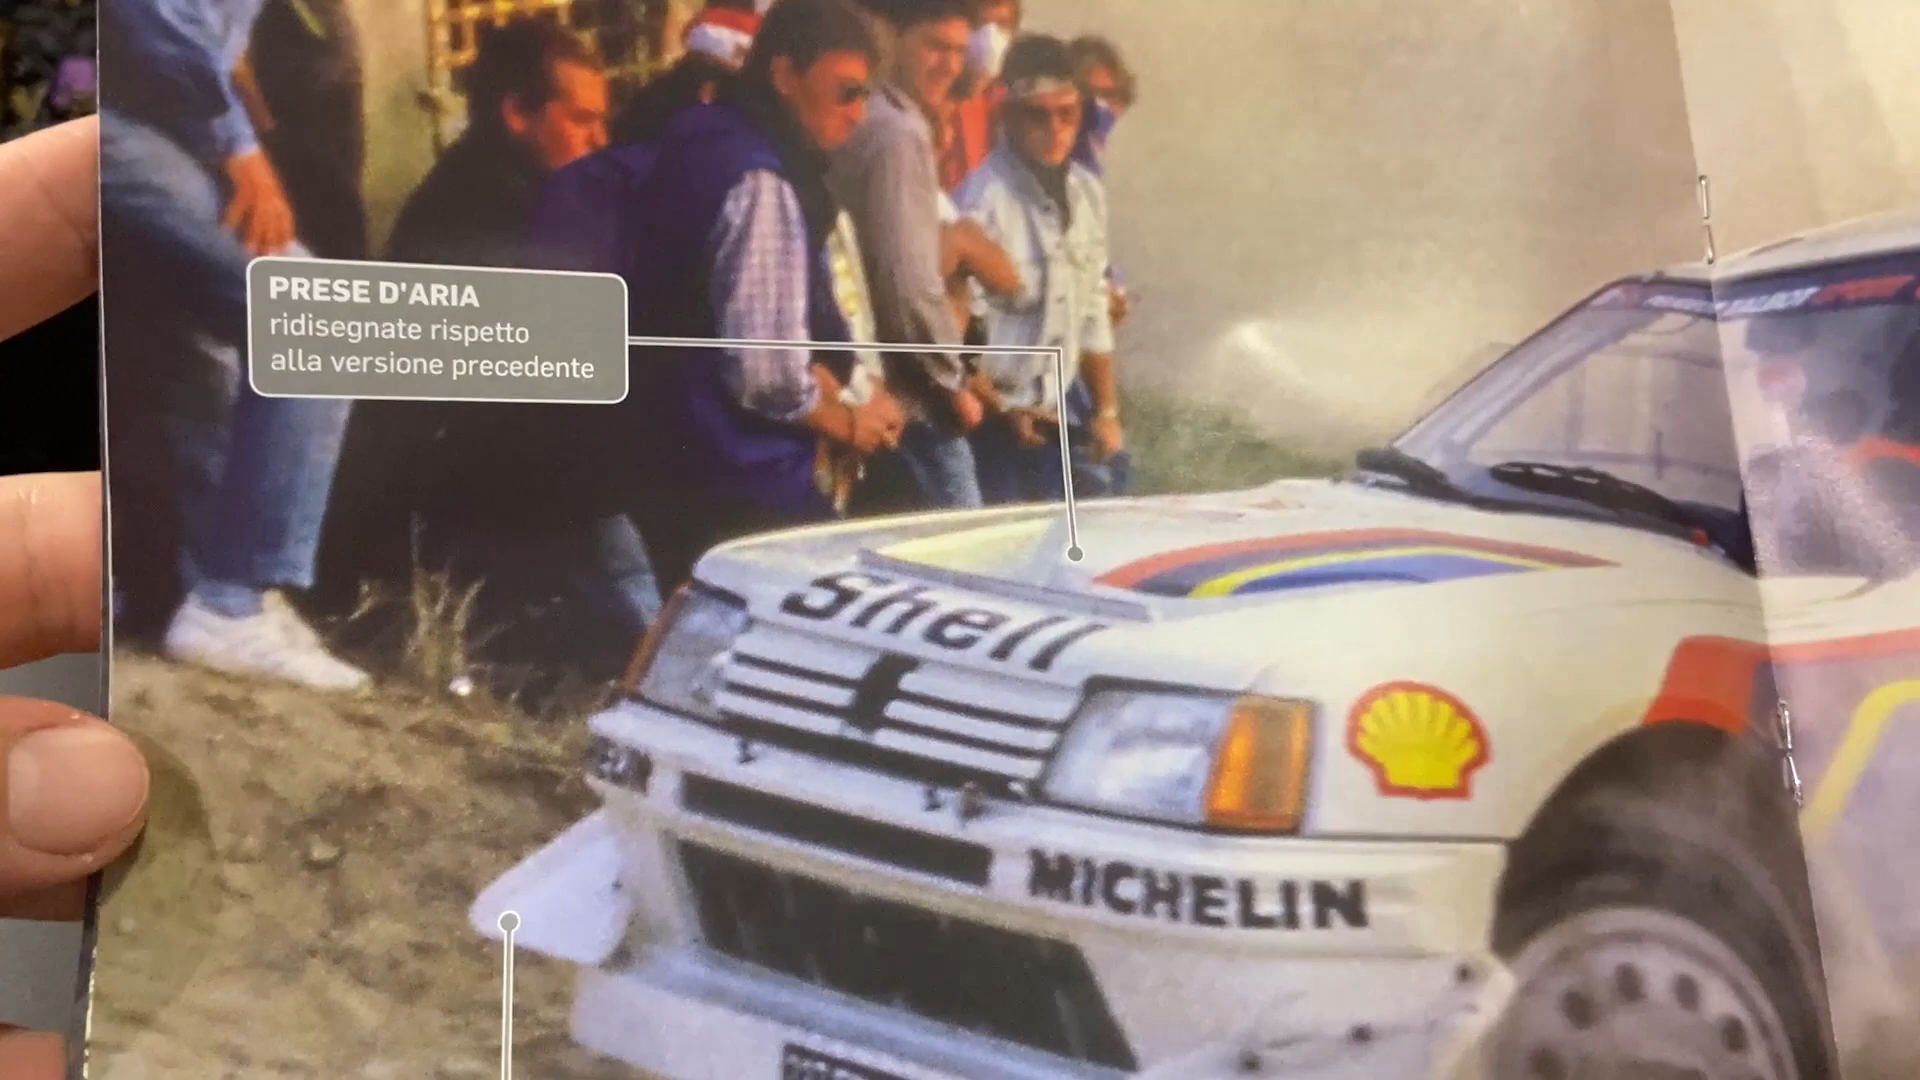 PRESE D'ARIA
ridisegnate rispetto
alla versione precedente
Shell
MICHELIN